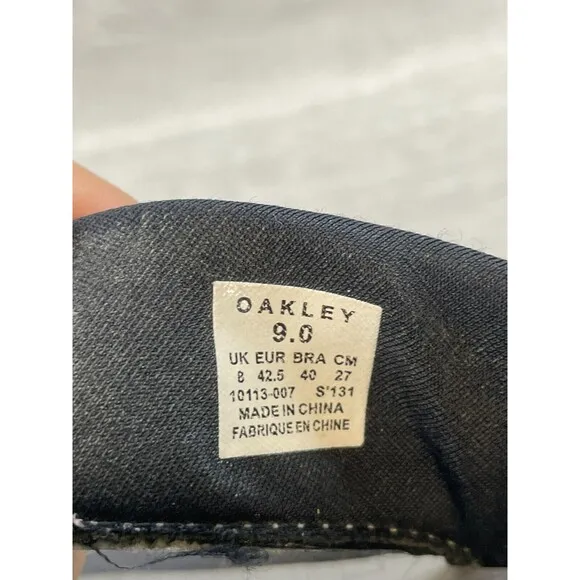 OAKLEY
9.0
UK EUR BRA CM
8 42.5 40 27
10113-007 S'131
MADE IN CHINA
FABRIQUE EN CHINE